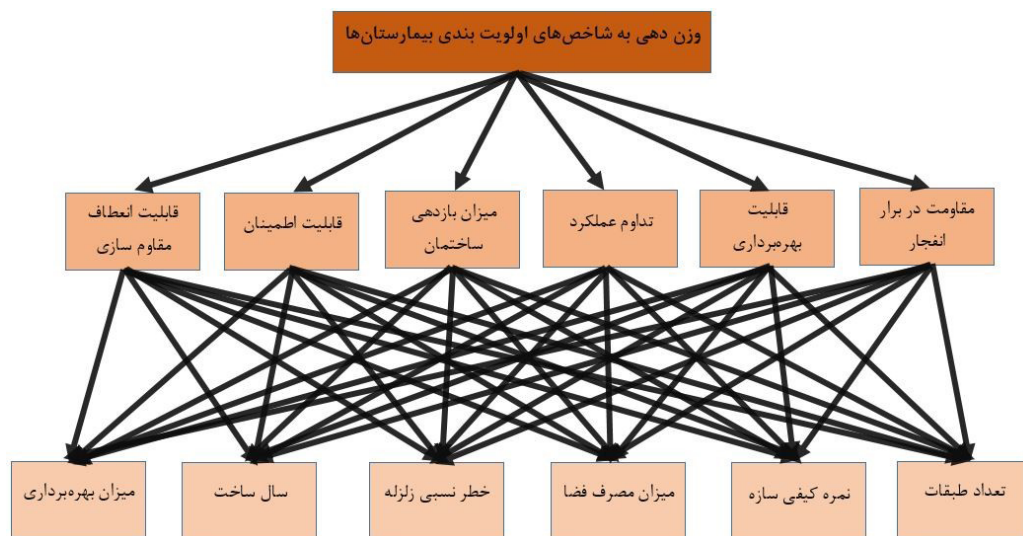 وزن دهی به شاخص‌های اولویت بندی بیمارستان‌ها
مقاومت در برار
انفجار
قابلیت
بهره‌برداری
تداوم عملکرد
میزان بازدهی
ساختمان
قابلیت اطمینان
قابلیت انعطاف
مقاوم سازی
تعداد طبقات
نمره کیفی سازه
میزان مصرف فضا
خطر نسبی زلزله
سال ساخت
میزان بهره‌برداری